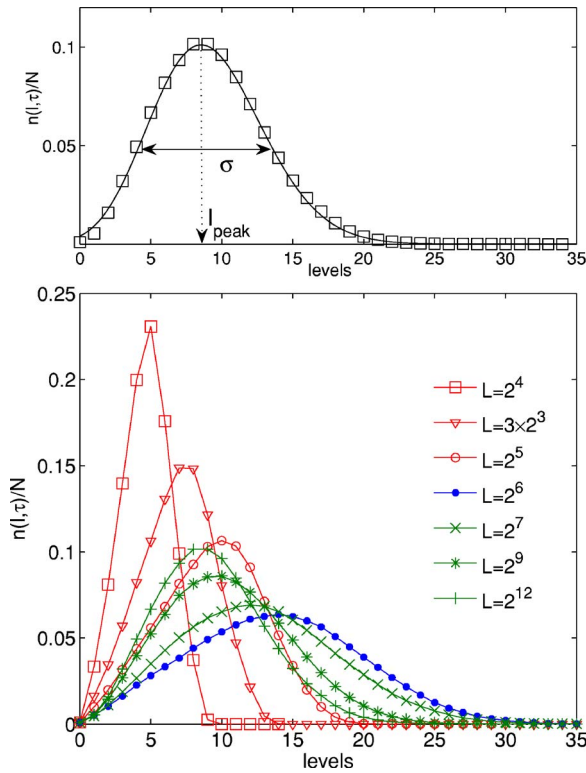 0.1
0.05
0
n(l,τ)/N
σ
l_peak
0 5 10 15 20 25 30 35
levels
0.25
0.2
0.15
0.1
0.05
0
n(l,τ)/N
L=2^4
L=3×2^3
L=2^5
L=2^6
L=2^7
L=2^9
L=2^12
0 5 10 15 20 25 30 35
levels